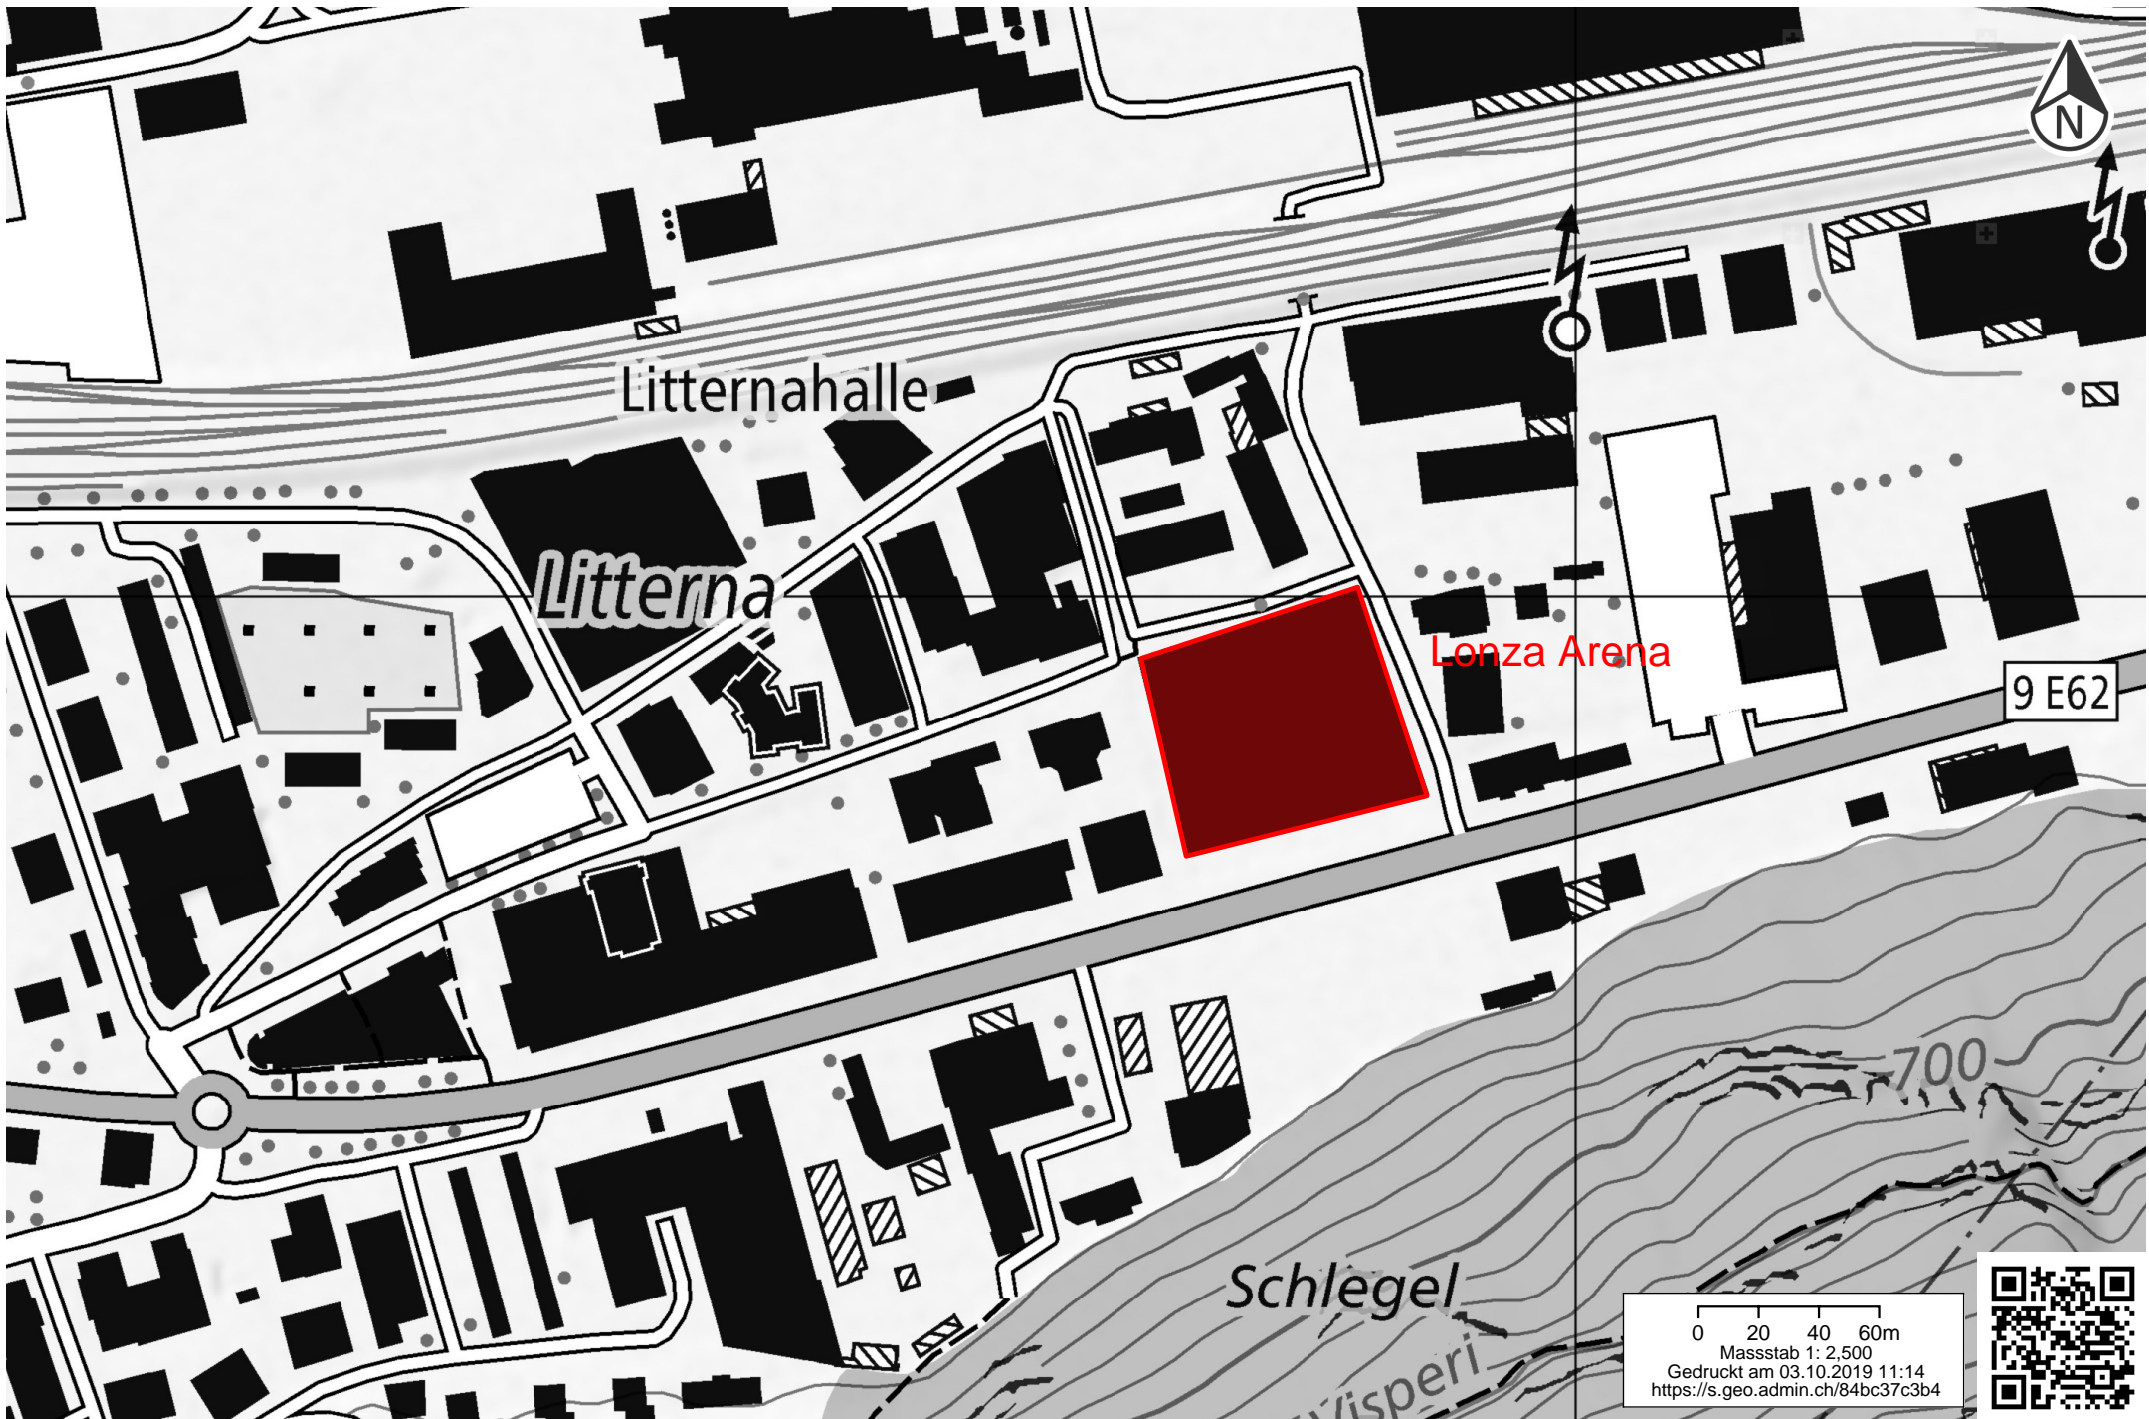 N
Litternahalle
Litterna
Lonza Arena
9 E62
700
Schlegel
Visperi
0 20 40 60m
Massstab 1: 2,500
Gedruckt am 03.10.2019 11:14
https://s.geo.admin.ch/84bc37c3b4